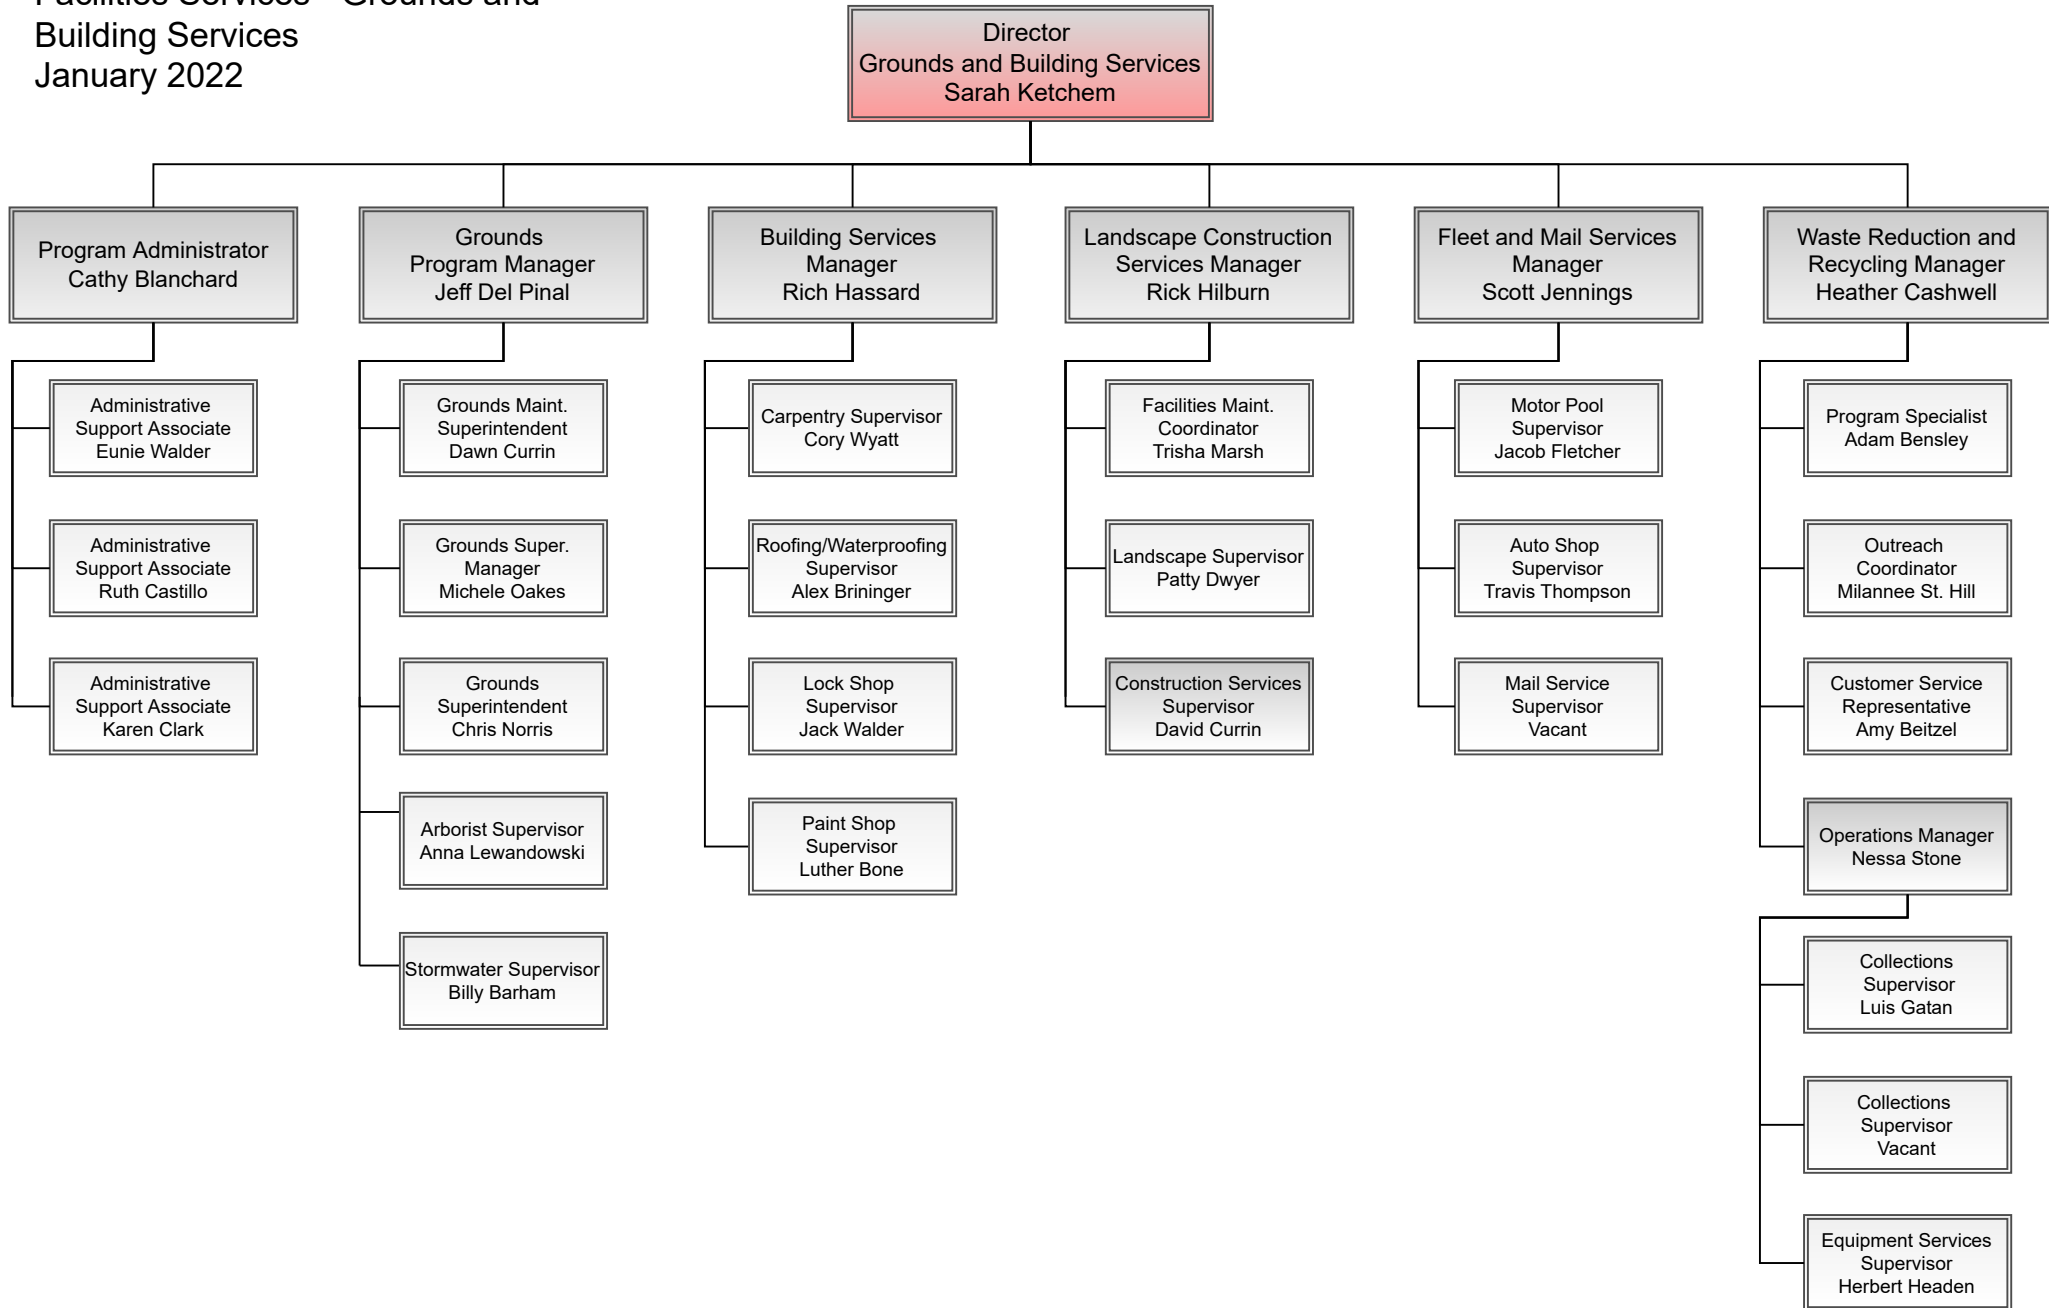 Facilities Services - Grounds and
Building Services
January 2022
Director
Grounds and Building Services
Sarah Ketchem
Program Administrator
Cathy Blanchard
Grounds
Program Manager
Jeff Del Pinal
Building Services
Manager
Rich Hassard
Landscape Construction
Services Manager
Rick Hilburn
Fleet and Mail Services
Manager
Scott Jennings
Waste Reduction and
Recycling Manager
Heather Cashwell
Administrative
Support Associate
Eunie Walder
Administrative
Support Associate
Ruth Castillo
Administrative
Support Associate
Karen Clark
Grounds Maint.
Superintendent
Dawn Currin
Grounds Super.
Manager
Michele Oakes
Grounds
Superintendent
Chris Norris
Arborist Supervisor
Anna Lewandowski
Stormwater Supervisor
Billy Barham
Carpentry Supervisor
Cory Wyatt
Roofing/Waterproofing
Supervisor
Alex Brininger
Lock Shop
Supervisor
Jack Walder
Paint Shop
Supervisor
Luther Bone
Facilities Maint.
Coordinator
Trisha Marsh
Landscape Supervisor
Patty Dwyer
Construction Services
Supervisor
David Currin
Motor Pool
Supervisor
Jacob Fletcher
Auto Shop
Supervisor
Travis Thompson
Mail Service
Supervisor
Vacant
Program Specialist
Adam Bensley
Outreach
Coordinator
Milannee St. Hill
Customer Service
Representative
Amy Beitzel
Operations Manager
Nessa Stone
Collections
Supervisor
Luis Gatan
Collections
Supervisor
Vacant
Equipment Services
Supervisor
Herbert Headen